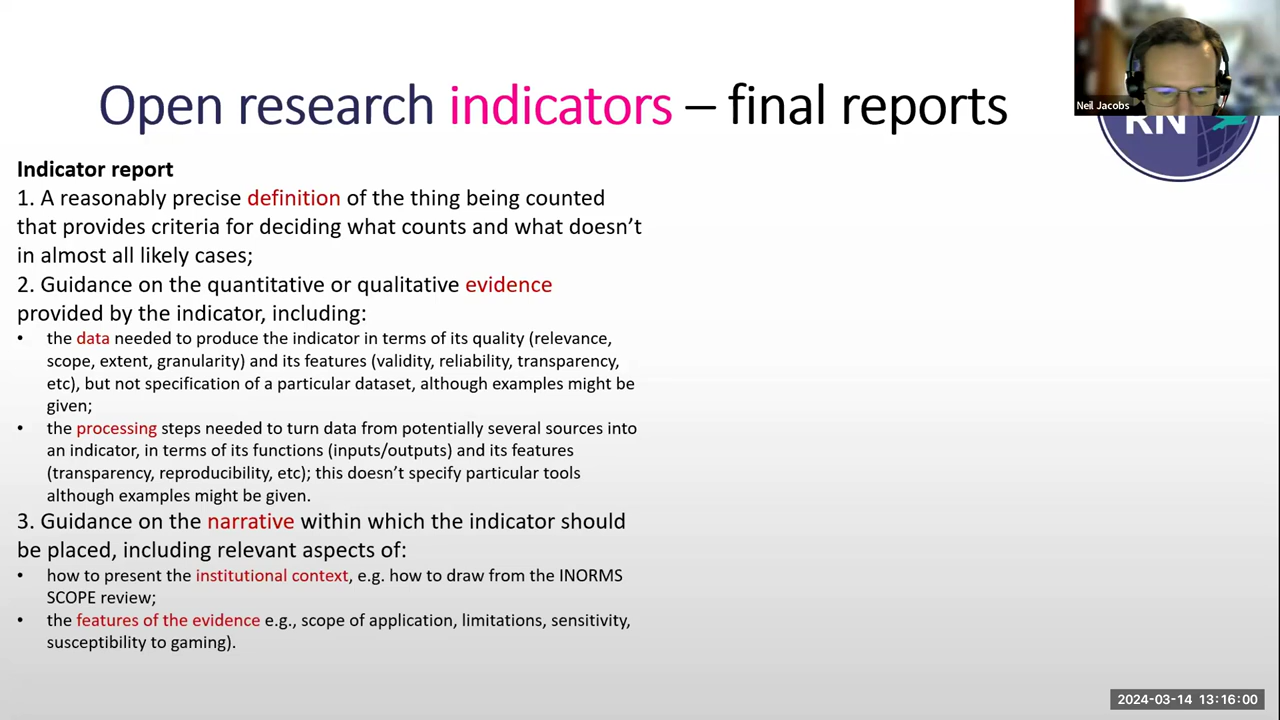 Open research indicators – final reports
Neil Jacobs
RN
Indicator report
1. A reasonably precise definition of the thing being counted
that provides criteria for deciding what counts and what doesn’t
in almost all likely cases;
2. Guidance on the quantitative or qualitative evidence
provided by the indicator, including:
• the data needed to produce the indicator in terms of its quality (relevance,
scope, extent, granularity) and its features (validity, reliability, transparency,
etc), but not specification of a particular dataset, although examples might be
given;
• the processing steps needed to turn data from potentially several sources into
an indicator, in terms of its functions (inputs/outputs) and its features
(transparency, reproducibility, etc); this doesn’t specify particular tools
although examples might be given.
3. Guidance on the narrative within which the indicator should
be placed, including relevant aspects of:
• how to present the institutional context, e.g. how to draw from the INORMS
SCOPE review;
• the features of the evidence e.g., scope of application, limitations, sensitivity,
susceptibility to gaming).
2024-03-14 13:16:00